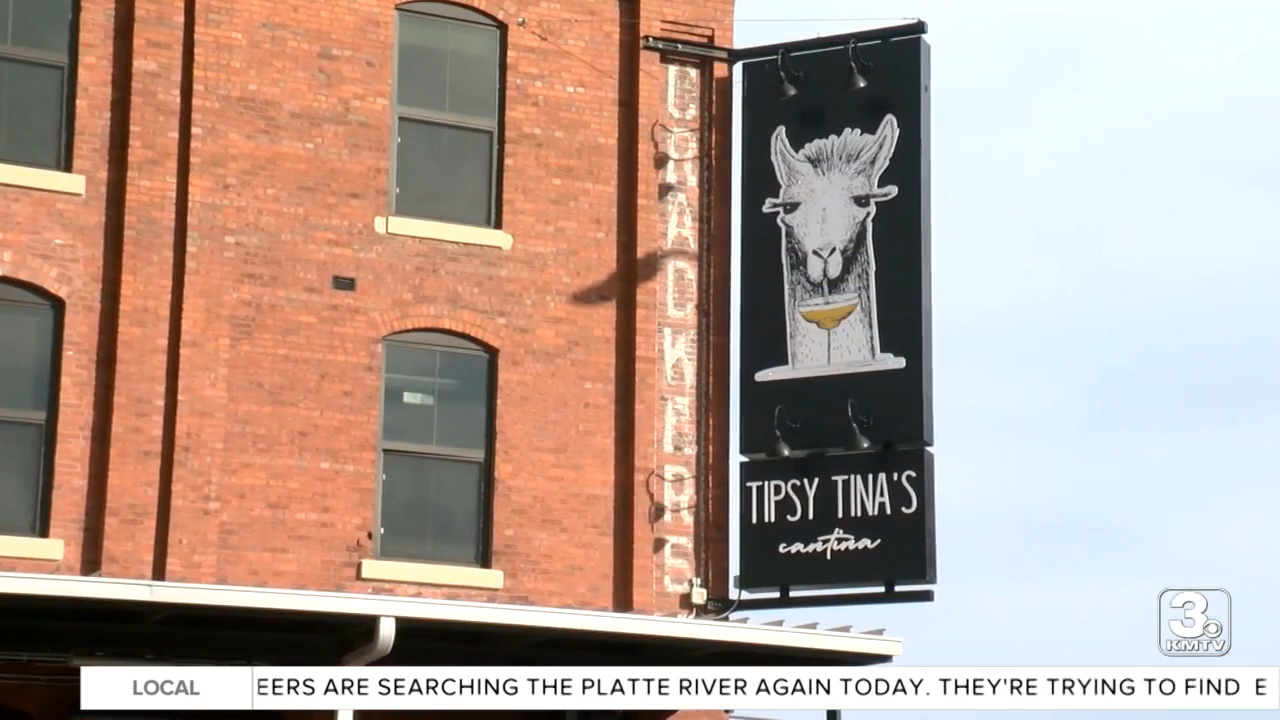 CRACKERS
TIPSY TINA'S
cantina
3
KMTV
LOCAL
EERS ARE SEARCHING THE PLATTE RIVER AGAIN TODAY. THEY'RE TRYING TO FIND E